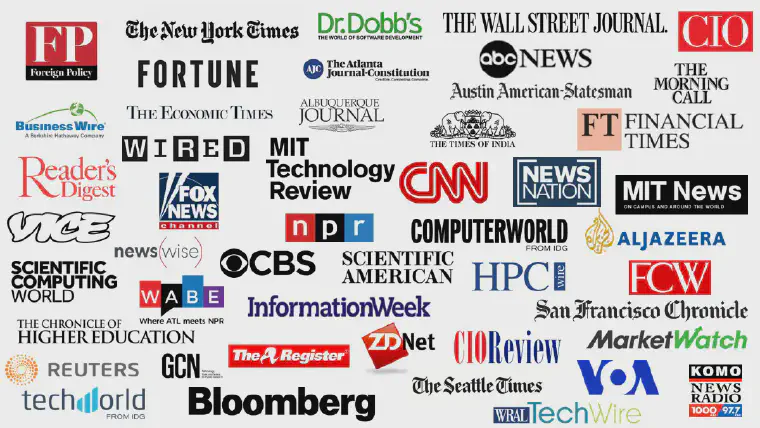 FP
Foreign Policy
The New York Times
Dr.Dobb's
THE WORLD OF SOFTWARE DEVELOPMENT
THE WALL STREET JOURNAL.
CIO
FORTUNE
AJC
The Atlanta
Journal-Constitution
abc NEWS
Austin American-Statesman
THE
MORNING
CALL
BusinessWire
A Berkshire Hathaway Company
THE ECONOMIC TIMES
ALBUQUERQUE
JOURNAL
THE TIMES OF INDIA
FT FINANCIAL
TIMES
Reader's
Digest
WIRED
MIT
Technology
Review
FOX
NEWS
channel
CNN
NEWS
NATION
MIT News
ON CAMPUS AND AROUND THE WORLD
VICE
news(wise)
npr
COMPUTERWORLD
FROM IDG
ALJAZEERA
SCIENTIFIC
COMPUTING
WORLD
CBS
SCIENTIFIC
AMERICAN
HPC wire
FCW
WABE
Where ATL meets NPR
InformationWeek
San Francisco Chronicle
THE CHRONICLE OF
HIGHER EDUCATION
The A Register
ZDNet
CIOReview
MarketWatch
REUTERS
GCN
The Seattle Times
VOA
KOMO
NEWS
RADIO
1000 97.7
techworld
FROM IDG
Bloomberg
WRAL TechWire